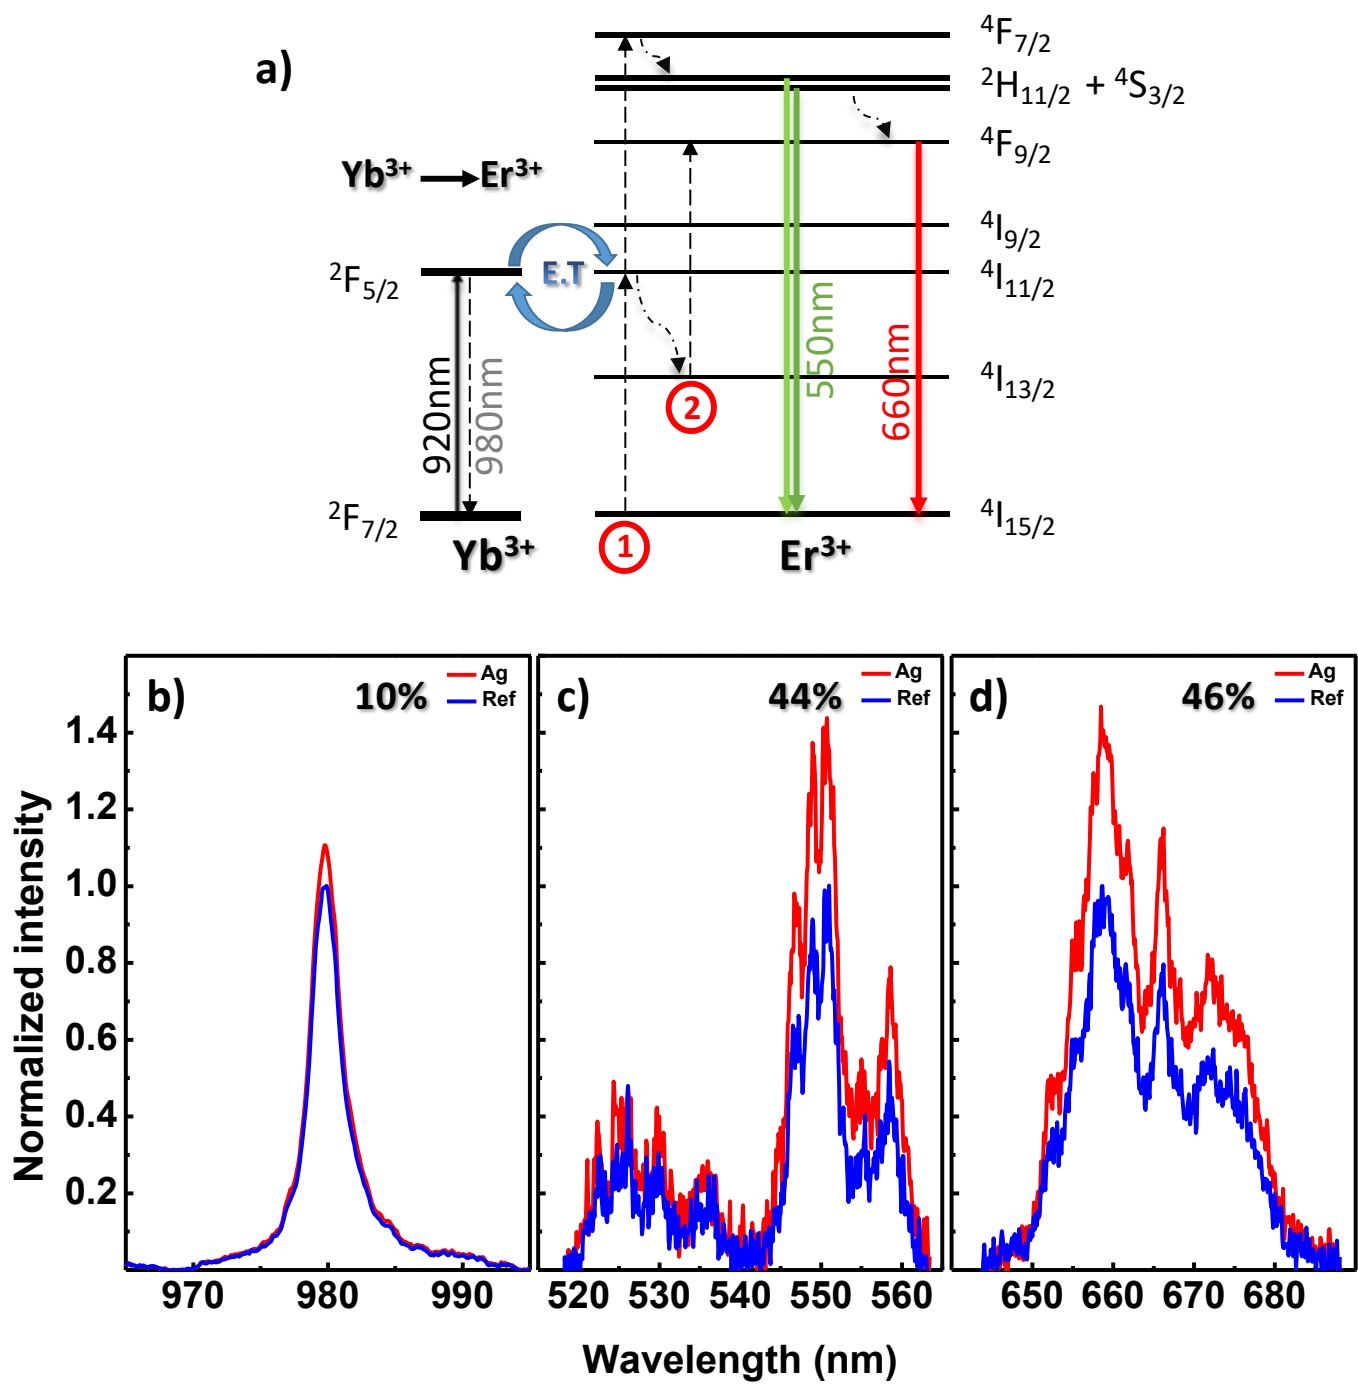 a)
⁴F₇/₂
²H₁₁/₂ + ⁴S₃/₂
⁴F₉/₂
Yb³⁺ Er³⁺
⁴I₉/₂
²F₅/₂ E.T ⁴I₁₁/₂
⁴I₁₃/₂
920nm
980nm
550nm
660nm
2
²F₇/₂ ⁴I₁₅/₂
1
Yb³⁺ Er³⁺
b) 10% Ag
Ref
c) 44% Ag
Ref
d) 46% Ag
Ref
Normalized intensity
1.4
1.2
1.0
0.8
0.6
0.4
0.2
970 980 990 520 530 540 550 560 650 660 670 680
Wavelength (nm)